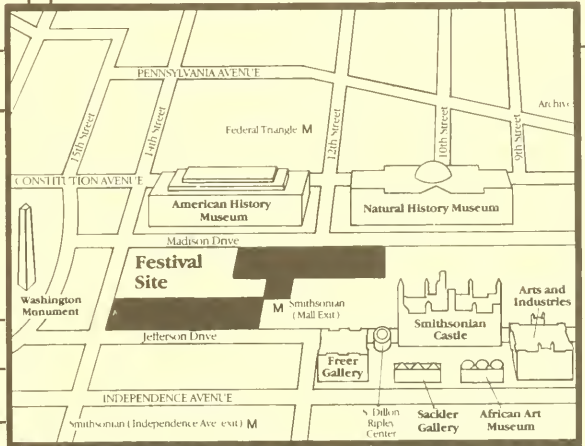 PENNSYLVANIA AVENUE
15th Street
14th Street
Federal Triangle M
12th Street
10th Street
9th Street
CONSTITUTION AVENUE
American History
Museum
Natural History Museum
Madison Drive
Festival
Site
Washington
Monument
M Smithsonian
(Mall Exit)
Smithsonian
Castle
Arts and
Industries
Jefferson Drive
Freer
Gallery
INDEPENDENCE AVENUE
Smithsonian (Independence Ave. exit) M
S. Dillon
Ripley
Center
Sackler
Gallery
African Art
Museum